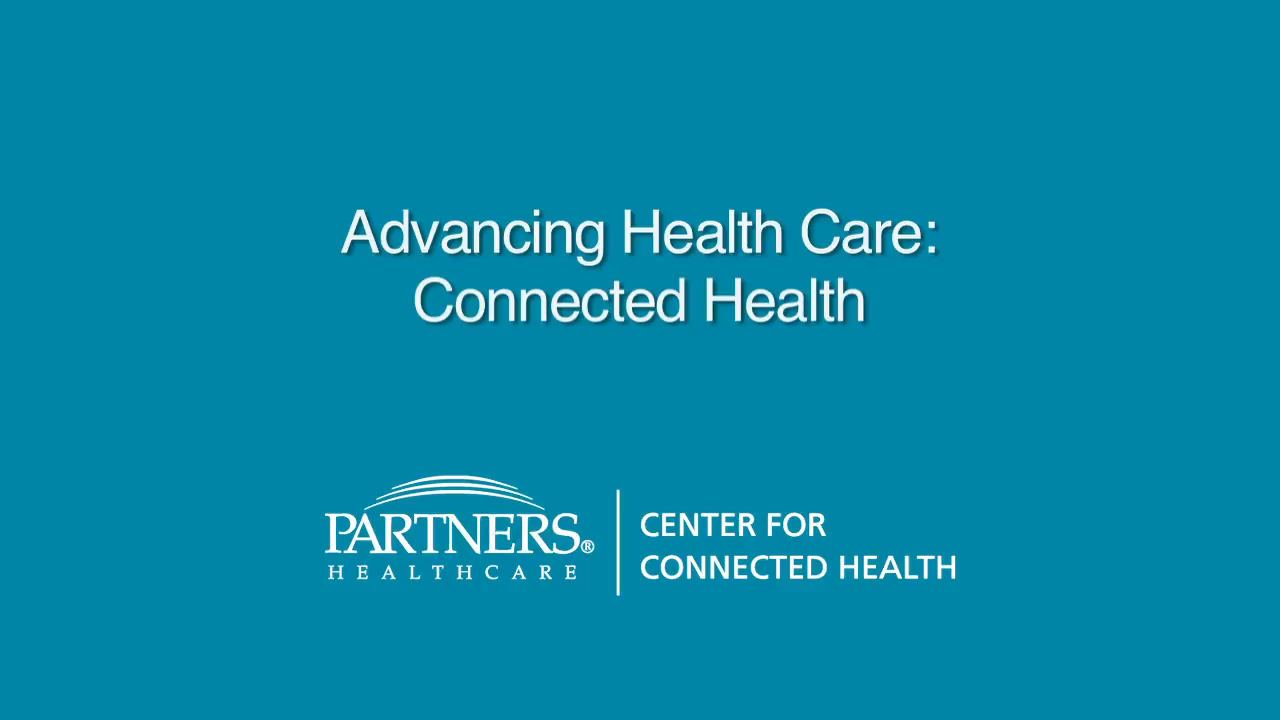 Advancing Health Care:
Connected Health
PARTNERS®
HEALTHCARE
CENTER FOR
CONNECTED HEALTH